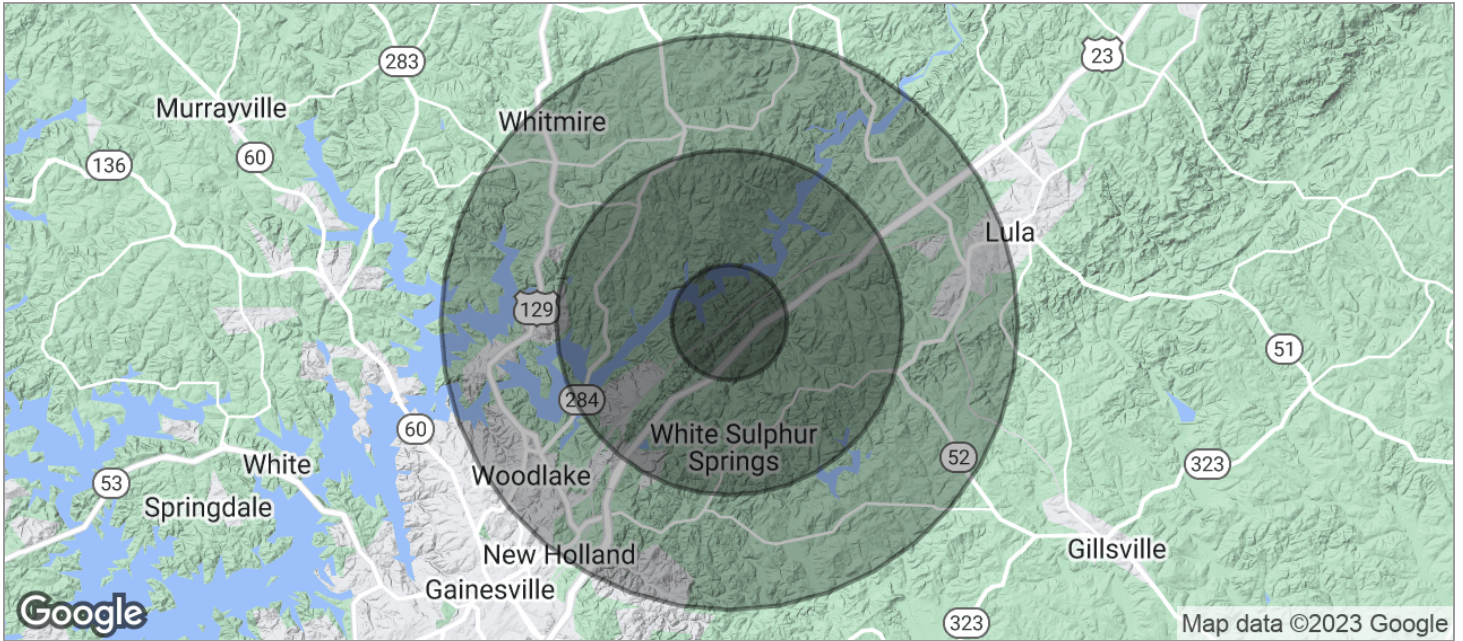 23
283
Murrayville
Whitmire
60
136
Lula
129
51
284
60
White Sulphur
Springs
52
323
White
Woodlake
53
Springdale
New Holland
Gillsville
Gainesville
Google
323
Map data ©2023 Google